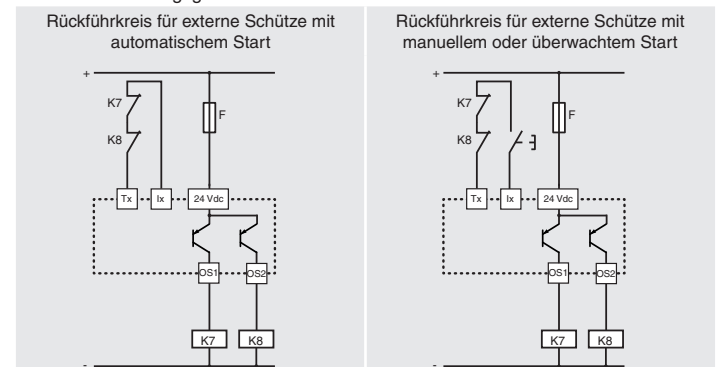 Rückführkreis für externe Schütze mit
automatischem Start
+
K7
K8
F
Tx
Ix
24 Vdc
OS1
OS2
K7
K8
-
Rückführkreis für externe Schütze mit
manuellem oder überwachtem Start
+
K7
K8
F
Tx
Ix
24 Vdc
OS1
OS2
K7
K8
-